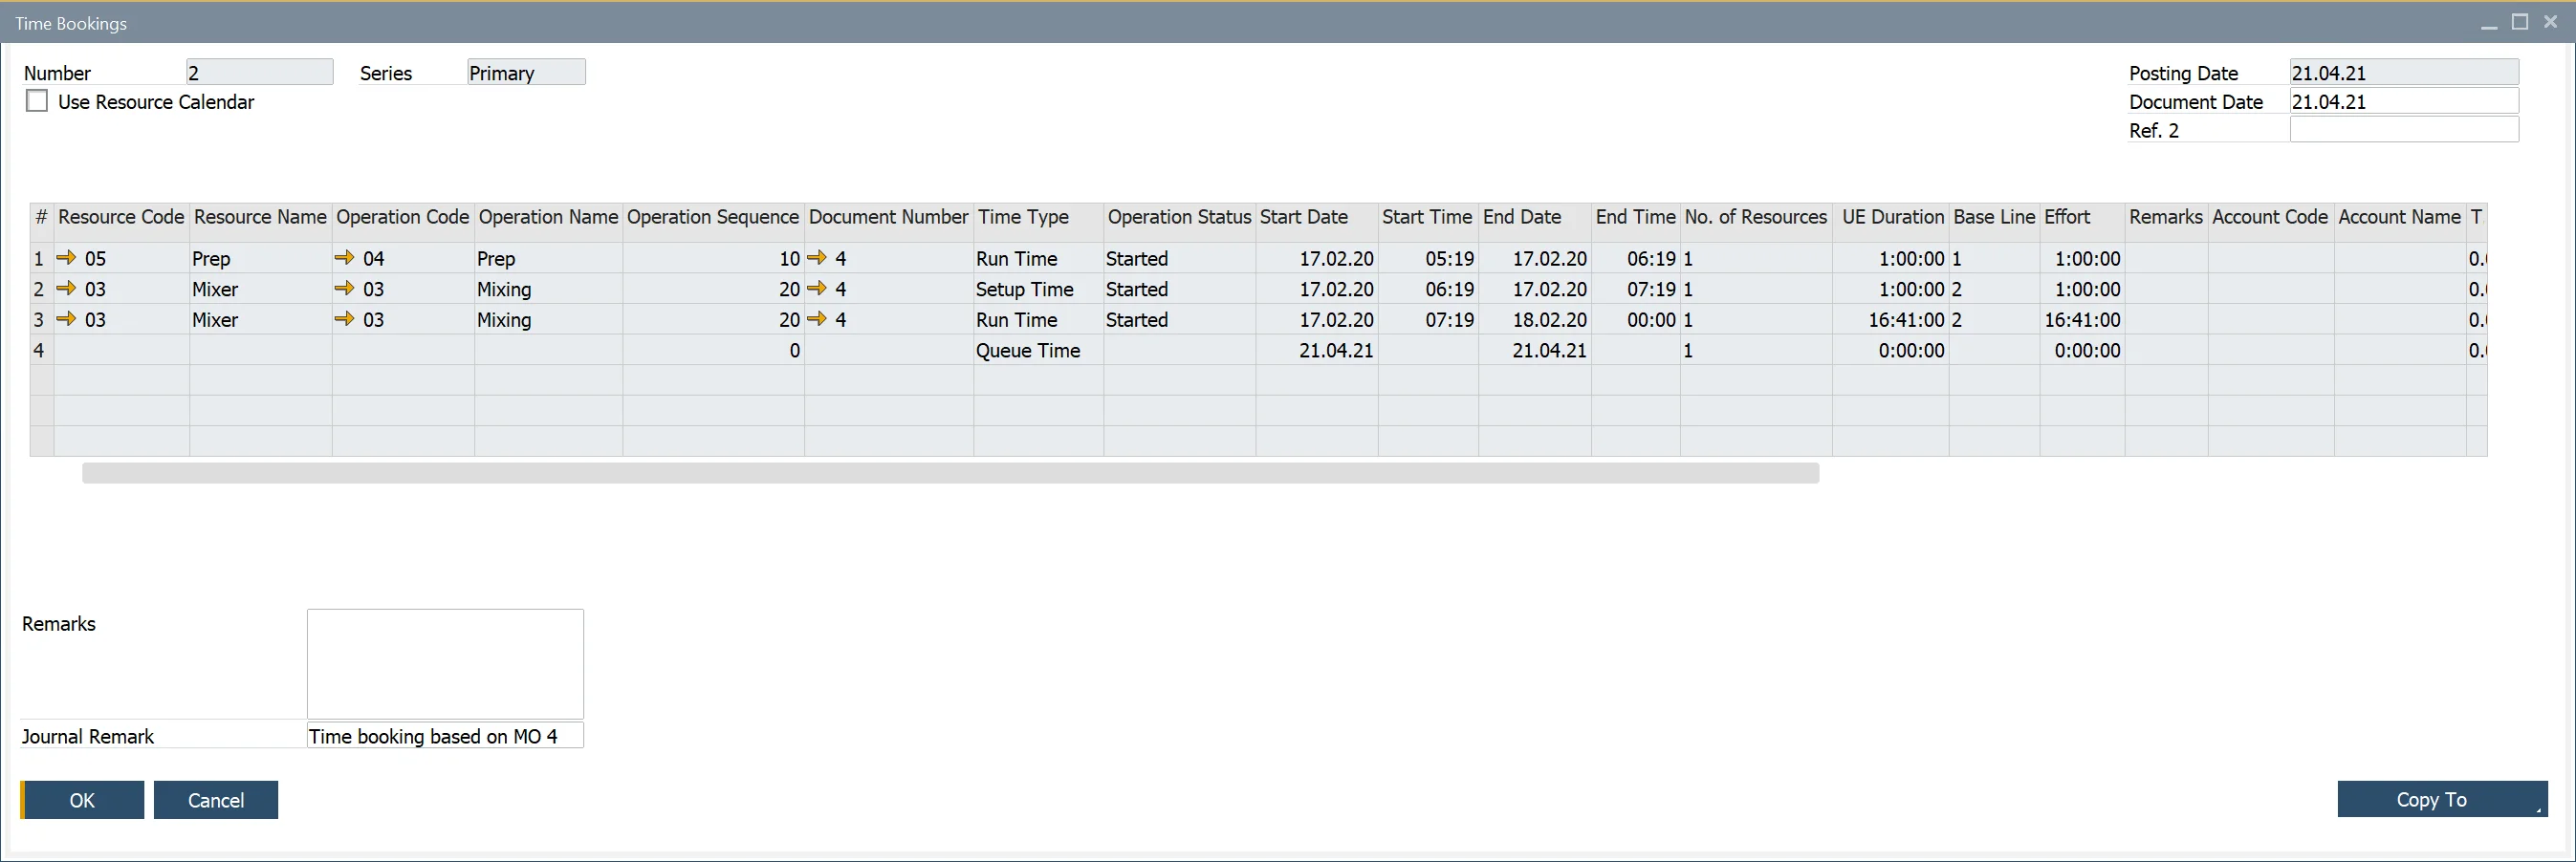 Time Bookings
Number 2 Series Primary Posting Date 21.04.21
Use Resource Calendar Document Date 21.04.21
Ref. 2
# Resource Code Resource Name Operation Code Operation Name Operation Sequence Document Number Time Type Operation Status Start Date Start Time End Date End Time No. of Resources UE Duration Base Line Effort Remarks Account Code Account Name T
1 05 Prep 04 Prep 10 4 Run Time Started 17.02.20 05:19 17.02.20 06:19 1 1:00:00 1 1:00:00
2 03 Mixer 03 Mixing 20 4 Setup Time Started 17.02.20 06:19 17.02.20 07:19 1 1:00:00 2 1:00:00
3 03 Mixer 03 Mixing 20 4 Run Time Started 17.02.20 07:19 18.02.20 00:00 1 16:41:00 2 16:41:00
4 0 Queue Time 21.04.21 21.04.21 1 0:00:00 0:00:00
Remarks
Journal Remark Time booking based on MO 4
OK Cancel Copy To